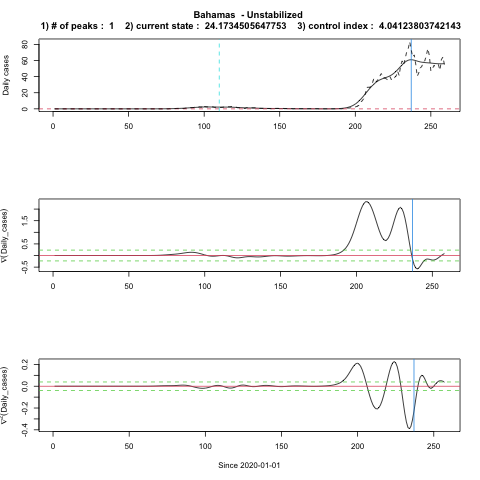 Bahamas - Unstabilized
1) # of peaks : 1 2) current state : 24.1734505647753 3) control index : 4.04123803742143
Daily cases
0 20 40 60 80
0 50 100 150 200 250
∇(Daily_cases)
-0.5 0.5 1.5
0 50 100 150 200 250
∇²(Daily_cases)
-0.4 -0.2 0.0 0.2
0 50 100 150 200 250
Since 2020-01-01